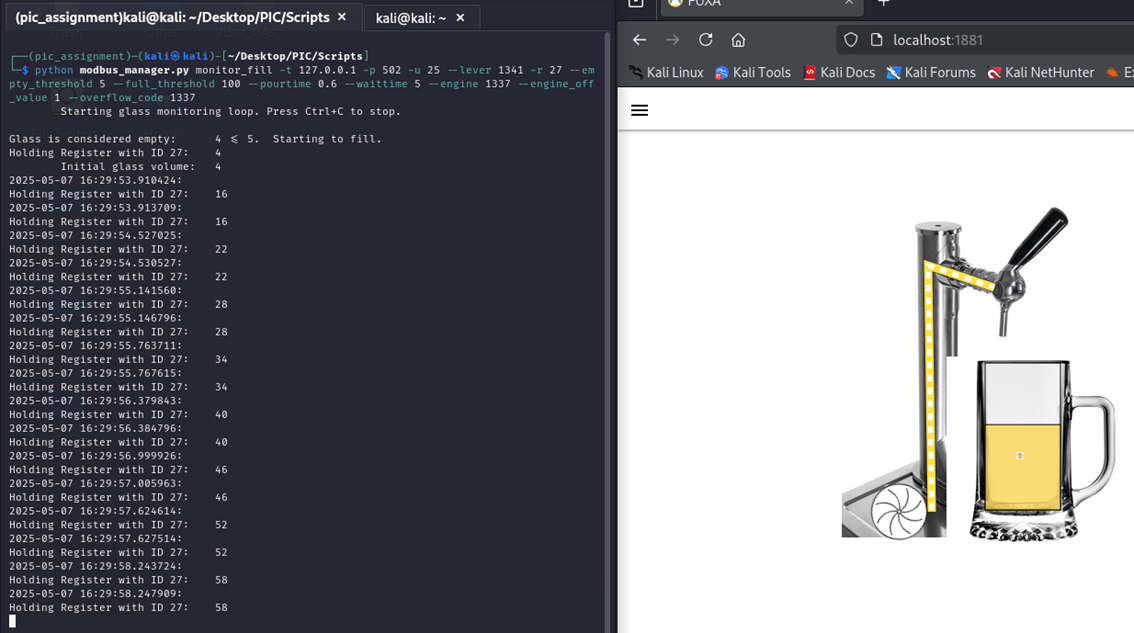 (pic_assignment)kali@kali: ~/Desktop/PIC/Scripts ×
kali@kali: ~ ×
(pic_assignment)–(kali㉿kali)-[~/Desktop/PIC/Scripts]
$ python modbus_manager.py monitor_fill -t 127.0.0.1 -p 502 -u 25 --lever 1341 -r 27 --em
pty_threshold 5 --full_threshold 100 --pourtime 0.6 --waittime 5 --engine 1337 --engine_off
_value 1 --overflow_code 1337
Starting glass monitoring loop. Press Ctrl+C to stop.
Glass is considered empty: 4 <= 5. Starting to fill.
Holding Register with ID 27: 4
Initial glass volume: 4
2025-05-07 16:29:53.910424:
Holding Register with ID 27: 16
2025-05-07 16:29:53.913709:
Holding Register with ID 27: 16
2025-05-07 16:29:54.527025:
Holding Register with ID 27: 22
2025-05-07 16:29:54.530527:
Holding Register with ID 27: 22
2025-05-07 16:29:55.141560:
Holding Register with ID 27: 28
2025-05-07 16:29:55.146796:
Holding Register with ID 27: 28
2025-05-07 16:29:55.763711:
Holding Register with ID 27: 34
2025-05-07 16:29:55.767615:
Holding Register with ID 27: 34
2025-05-07 16:29:56.379843:
Holding Register with ID 27: 40
2025-05-07 16:29:56.384796:
Holding Register with ID 27: 40
2025-05-07 16:29:56.999926:
Holding Register with ID 27: 46
2025-05-07 16:29:57.005963:
Holding Register with ID 27: 46
2025-05-07 16:29:57.624614:
Holding Register with ID 27: 52
2025-05-07 16:29:57.627514:
Holding Register with ID 27: 52
2025-05-07 16:29:58.243724:
Holding Register with ID 27: 58
2025-05-07 16:29:58.247909:
Holding Register with ID 27: 58
FUXA
localhost:1881
Kali Linux Kali Tools Kali Docs Kali Forums Kali NetHunter